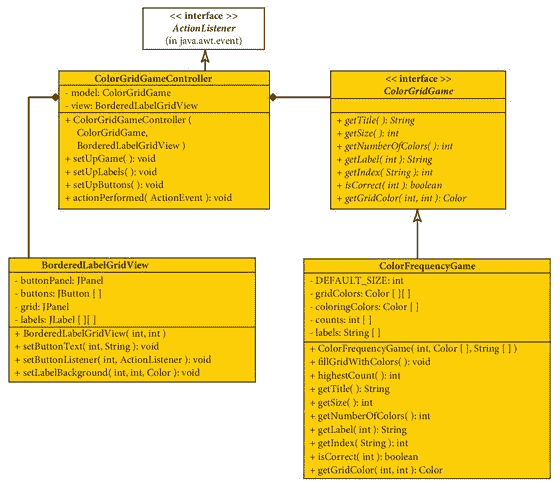 << interface >>
ActionListener
(in java.awt.event)
ColorGridGameController
- model: ColorGridGame
- view: BorderedLabelGridView
+ ColorGridGameController (
ColorGridGame,
BorderedLabelGridView )
+ setUpGame( ): void
+ setUpLabels( ): void
+ setUpButtons( ): void
+ actionPerformed( ActionEvent ): void
<< interface >>
ColorGridGame
+ getTitle( ): String
+ getSize( ): int
+ getNumberOfColors( ): int
+ getLabel( int ): String
+ getIndex( String ): int
+ isCorrect( int ): boolean
+ getGridColor( int, int ): Color
BorderedLabelGridView
- buttonPanel: JPanel
- buttons: JButton [ ]
- grid: JPanel
- labels: JLabel [ ][ ]
+ BorderedLabelGridView( int, int )
+ setButtonText( int, String ): void
+ setButtonListener( int, ActionListener ): void
+ setLabelBackground( int, int, Color ): void
ColorFrequencyGame
- DEFAULT_SIZE: int
- gridColors: Color [ ][ ]
- coloringColors: Color [ ]
- counts: int [ ]
- labels: String [ ]
+ ColorFrequencyGame( int, Color [ ], String [ ] )
+ fillGridWithColors( ): void
+ highestCount( ): int
+ getTitle( ): String
+ getSize( ): int
+ getNumberOfColors( ): int
+ getLabel( int ): String
+ getIndex( String ): int
+ isCorrect( int ): boolean
+ getGridColor( int, int ): Color